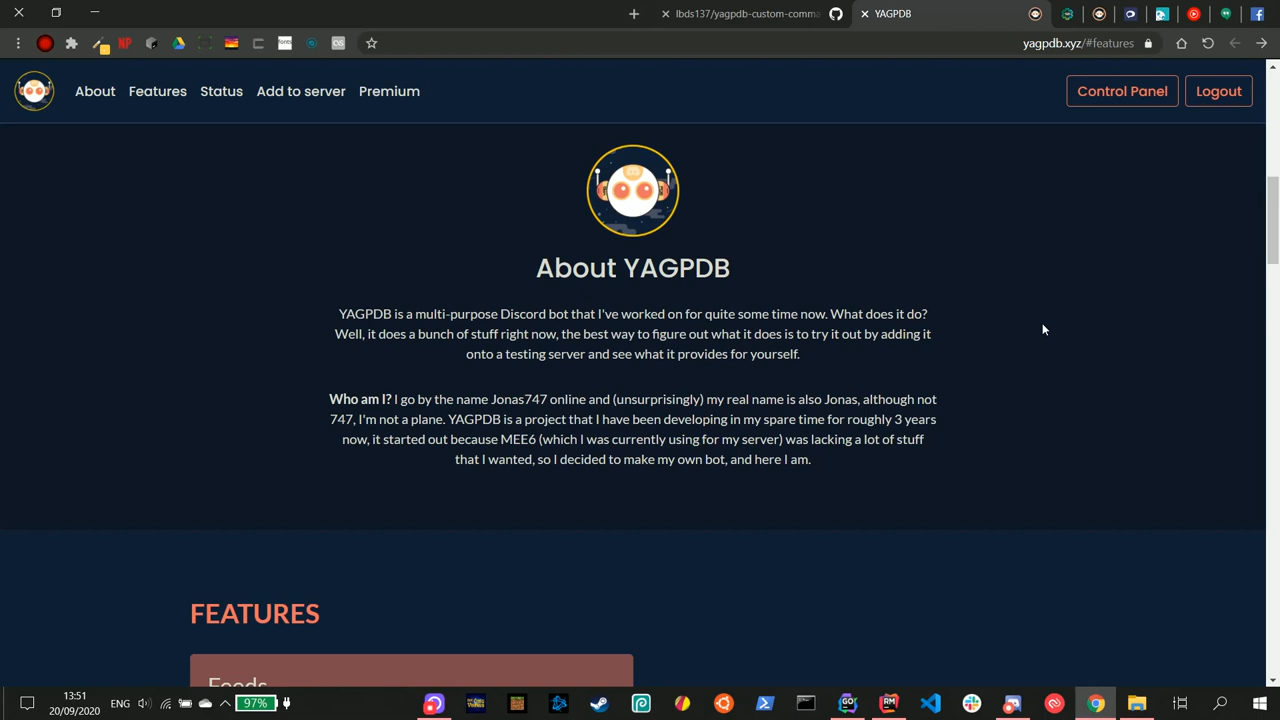 lbds137/yagpdb-custom-comma
YAGPDB
NP
fonts
yagpdb.xyz/#features
About Features Status Add to server Premium
Control Panel Logout
About YAGPDB
YAGPDB is a multi-purpose Discord bot that I've worked on for quite some time now. What does it do?
Well, it does a bunch of stuff right now, the best way to figure out what it does is to try it out by adding it
onto a testing server and see what it provides for yourself.
Who am I? I go by the name Jonas747 online and (unsurprisingly) my real name is also Jonas, although not
747, I'm not a plane. YAGPDB is a project that I have been developing in my spare time for roughly 3 years
now, it started out because MEE6 (which I was currently using for my server) was lacking a lot of stuff
that I wanted, so I decided to make my own bot, and here I am.
FEATURES
Feeds
13:51
20/09/2020
ENG
97%